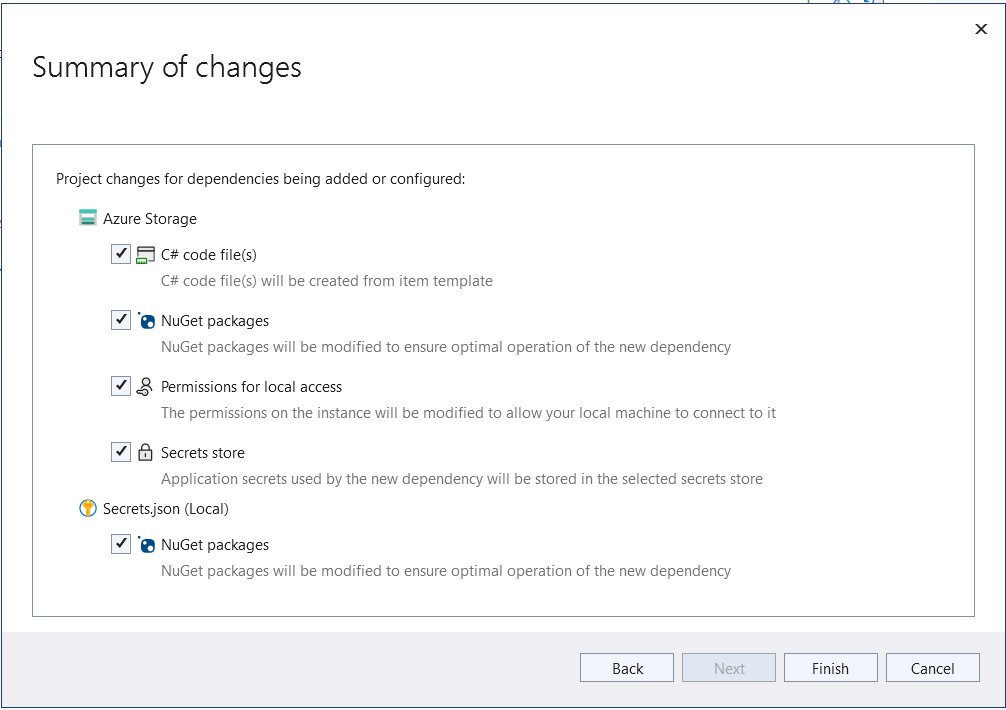 Summary of changes
Project changes for dependencies being added or configured:
Azure Storage
C# code file(s)
C# code file(s) will be created from item template
NuGet packages
NuGet packages will be modified to ensure optimal operation of the new dependency
Permissions for local access
The permissions on the instance will be modified to allow your local machine to connect to it
Secrets store
Application secrets used by the new dependency will be stored in the selected secrets store
Secrets.json (Local)
NuGet packages
NuGet packages will be modified to ensure optimal operation of the new dependency
Back Next Finish Cancel